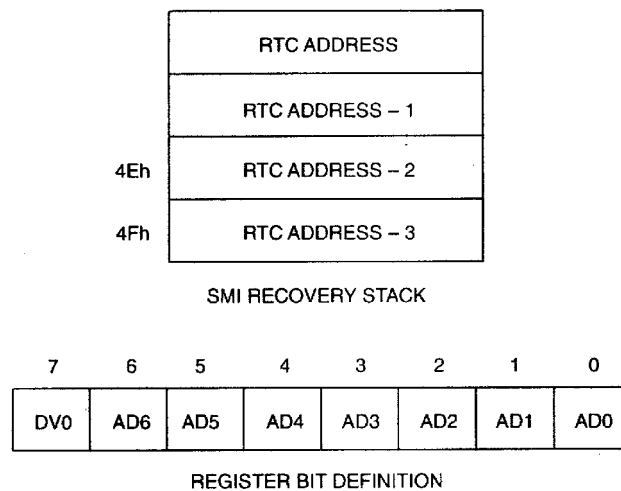 RTC ADDRESS
RTC ADDRESS – 1
4Eh RTC ADDRESS – 2
4Fh RTC ADDRESS – 3
SMI RECOVERY STACK
7 6 5 4 3 2 1 0
DV0 AD6 AD5 AD4 AD3 AD2 AD1 AD0
REGISTER BIT DEFINITION